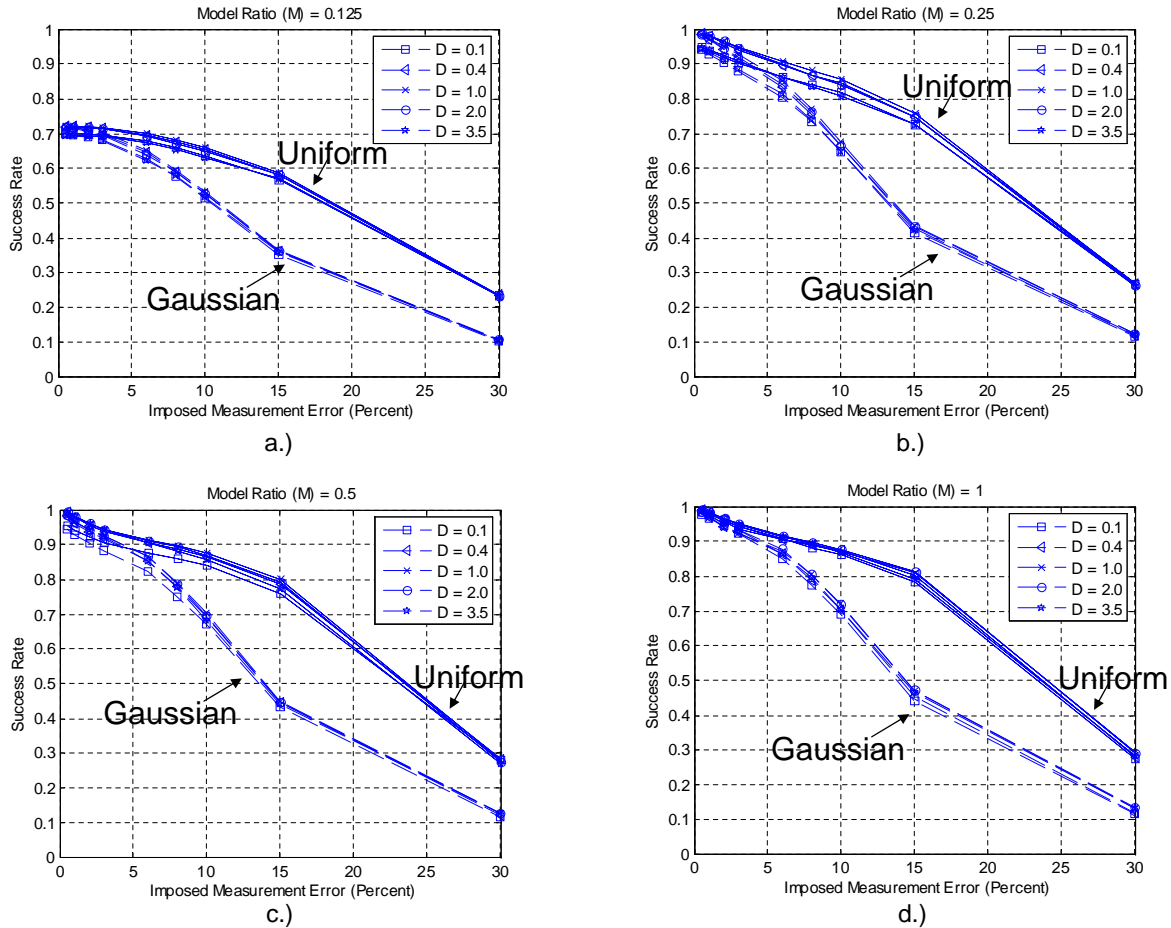 Model Ratio (M) = 0.125
1
0.9
0.8
0.7
0.6
0.5
0.4
0.3
0.2
0.1
0
Success Rate
D = 0.1
D = 0.4
D = 1.0
D = 2.0
D = 3.5
Uniform
Gaussian
0 5 10 15 20 25 30
Imposed Measurement Error (Percent)
a.)
Model Ratio (M) = 0.25
1
0.9
0.8
0.7
0.6
0.5
0.4
0.3
0.2
0.1
0
Success Rate
D = 0.1
D = 0.4
D = 1.0
D = 2.0
D = 3.5
Uniform
Gaussian
0 5 10 15 20 25 30
Imposed Measurement Error (Percent)
b.)
Model Ratio (M) = 0.5
1
0.9
0.8
0.7
0.6
0.5
0.4
0.3
0.2
0.1
0
Success Rate
D = 0.1
D = 0.4
D = 1.0
D = 2.0
D = 3.5
Uniform
Gaussian
0 5 10 15 20 25 30
Imposed Measurement Error (Percent)
c.)
Model Ratio (M) = 1
1
0.9
0.8
0.7
0.6
0.5
0.4
0.3
0.2
0.1
0
Success Rate
D = 0.1
D = 0.4
D = 1.0
D = 2.0
D = 3.5
Uniform
Gaussian
0 5 10 15 20 25 30
Imposed Measurement Error (Percent)
d.)